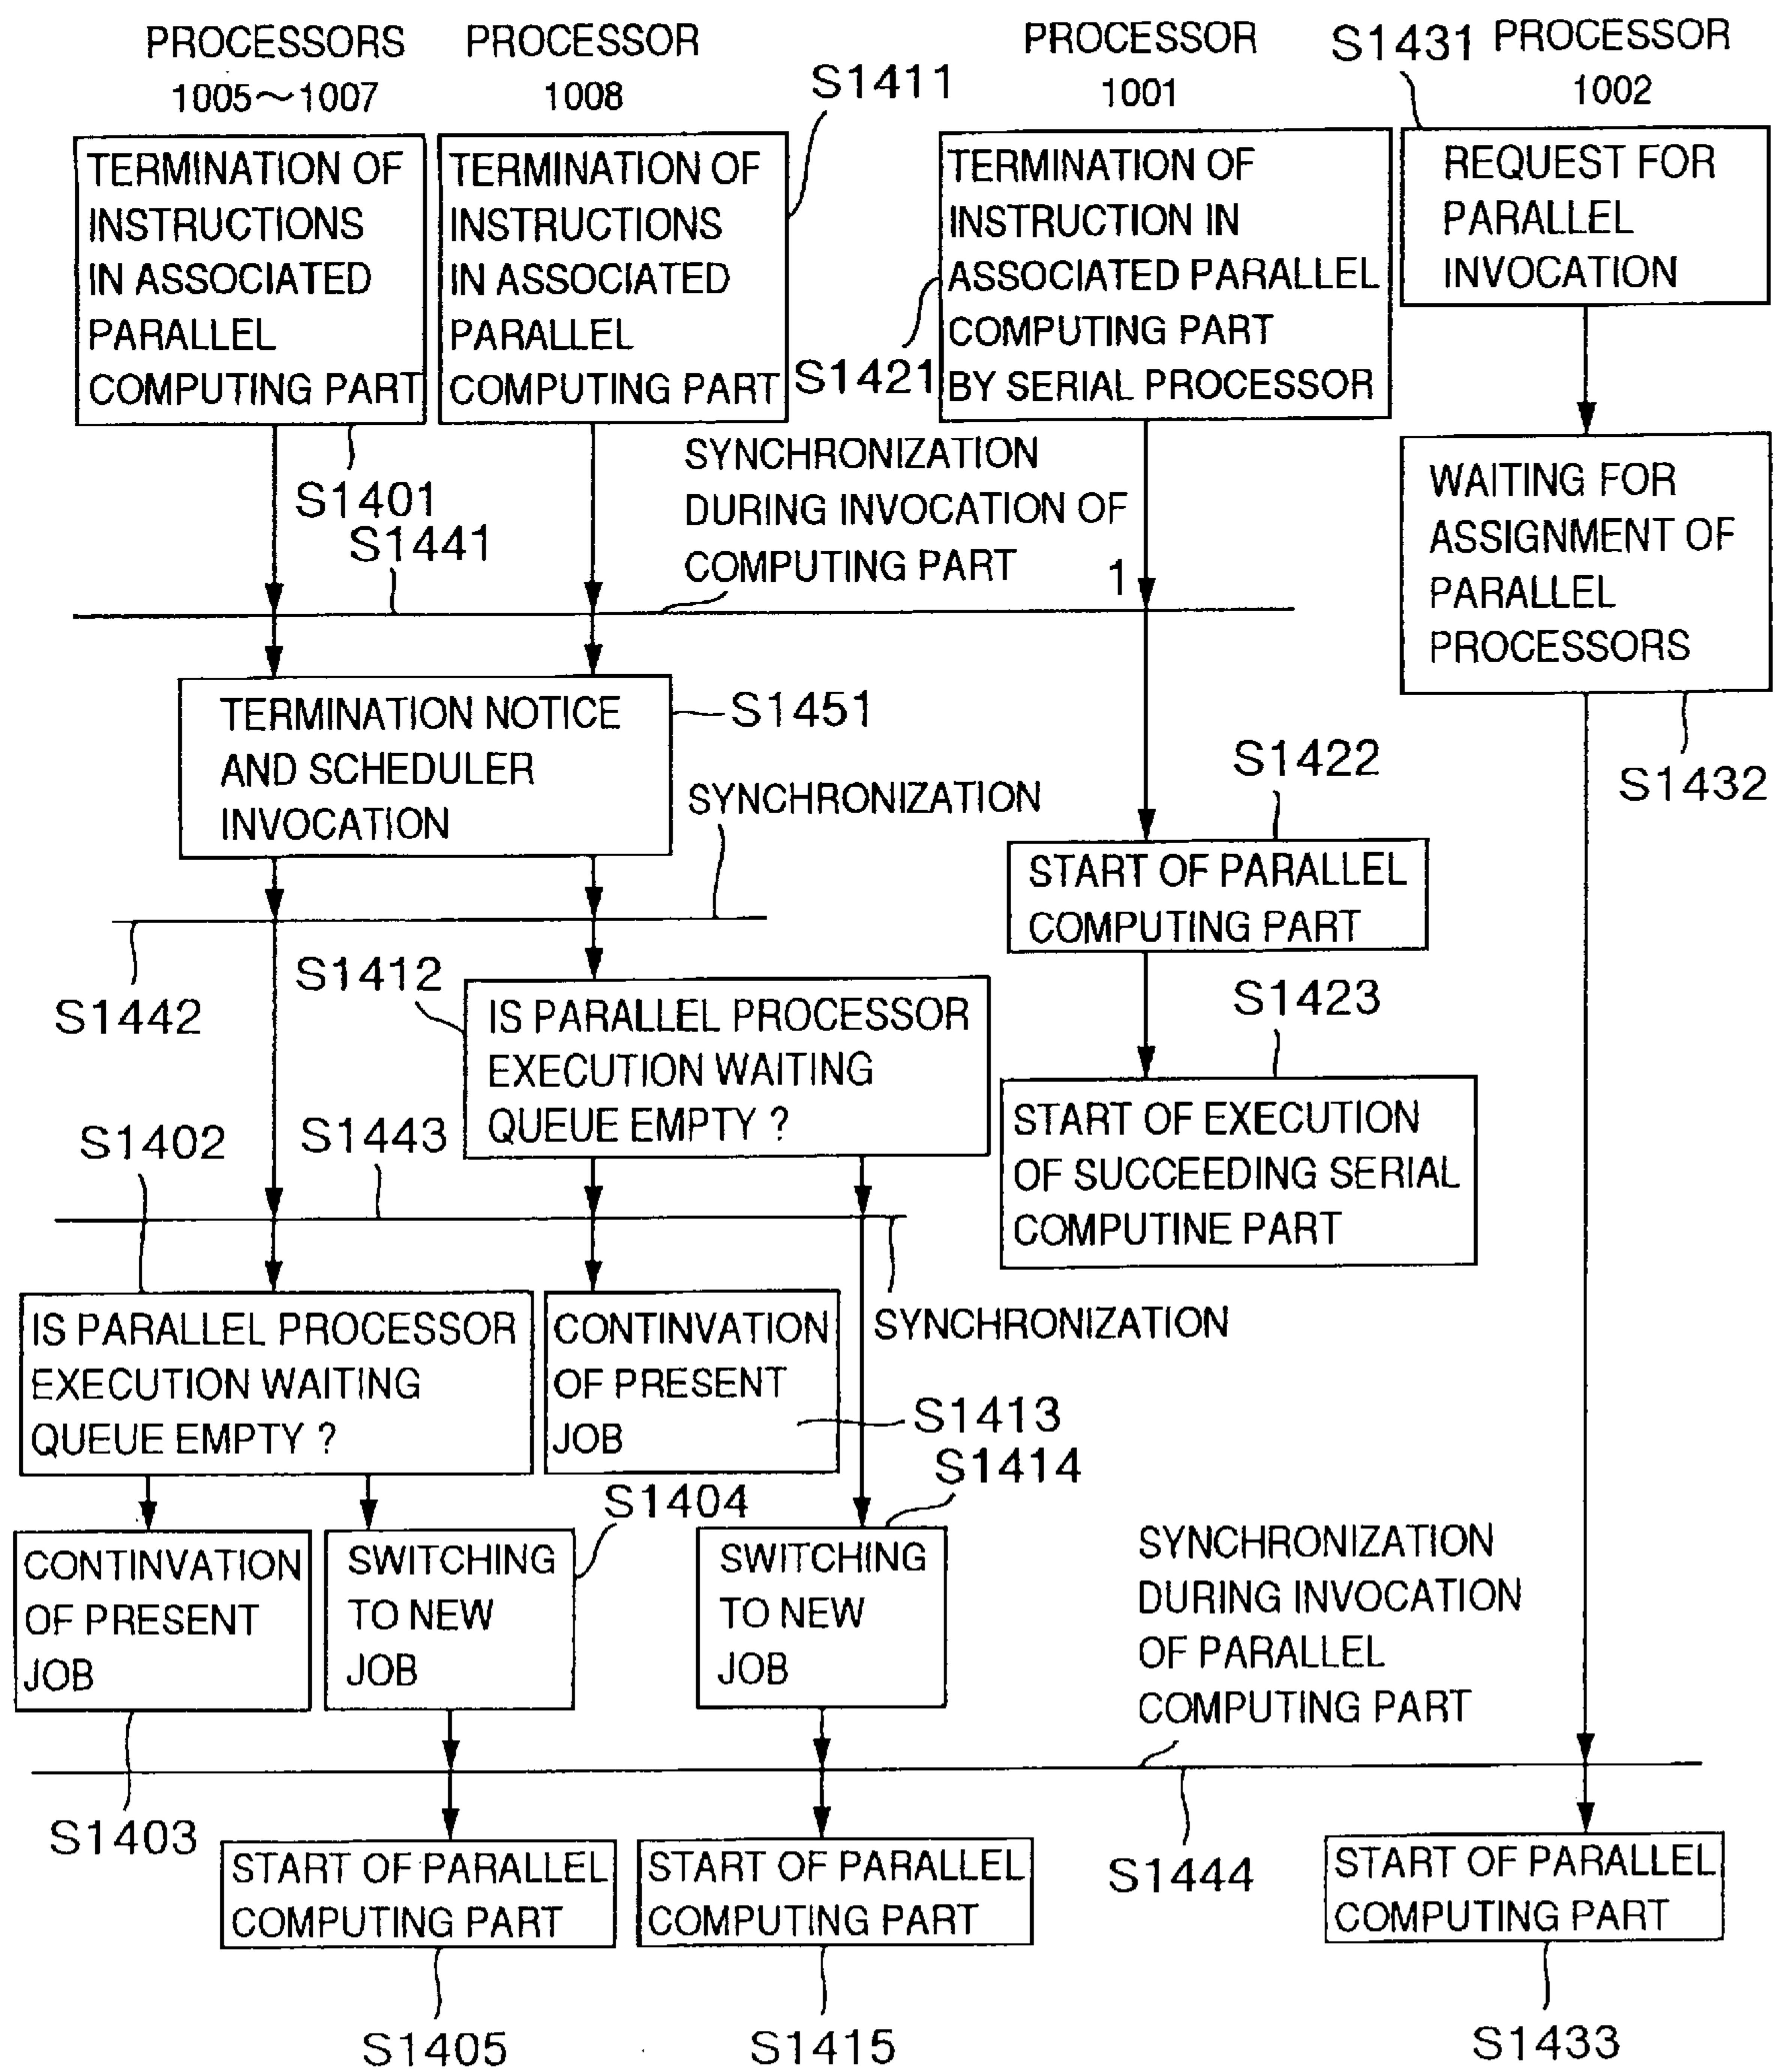 PROCESSORS
1005～1007
PROCESSOR
1008
S1411
PROCESSOR
1001
S1431
PROCESSOR
1002
TERMINATION OF
INSTRUCTIONS
IN ASSOCIATED
PARALLEL
COMPUTING PART
S1401
TERMINATION OF
INSTRUCTIONS
IN ASSOCIATED
PARALLEL
COMPUTING PART
TERMINATION OF
INSTRUCTION IN
ASSOCIATED PARALLEL
COMPUTING PART
BY SERIAL PROCESSOR
S1421
REQUEST FOR
PARALLEL
INVOCATION
S1441
SYNCHRONIZATION
DURING INVOCATION OF
COMPUTING PART
1
WAITING FOR
ASSIGNMENT OF
PARALLEL
PROCESSORS
S1432
TERMINATION NOTICE
AND SCHEDULER
INVOCATION
S1451
SYNCHRONIZATION
S1442
S1422
START OF PARALLEL
COMPUTING PART
S1412
IS PARALLEL PROCESSOR
EXECUTION WAITING
QUEUE EMPTY ?
S1423
START OF EXECUTION
OF SUCCEEDING SERIAL
COMPUTINE PART
S1402
S1443
SYNCHRONIZATION
IS PARALLEL PROCESSOR
EXECUTION WAITING
QUEUE EMPTY ?
CONTINVATION
OF PRESENT
JOB
S1413
S1414
S1404
CONTINVATION
OF PRESENT
JOB
S1403
SWITCHING
TO NEW
JOB
SWITCHING
TO NEW
JOB
SYNCHRONIZATION
DURING INVOCATION
OF PARALLEL
COMPUTING PART
S1444
START OF PARALLEL
COMPUTING PART
S1405
START OF PARALLEL
COMPUTING PART
S1415
START OF PARALLEL
COMPUTING PART
S1433